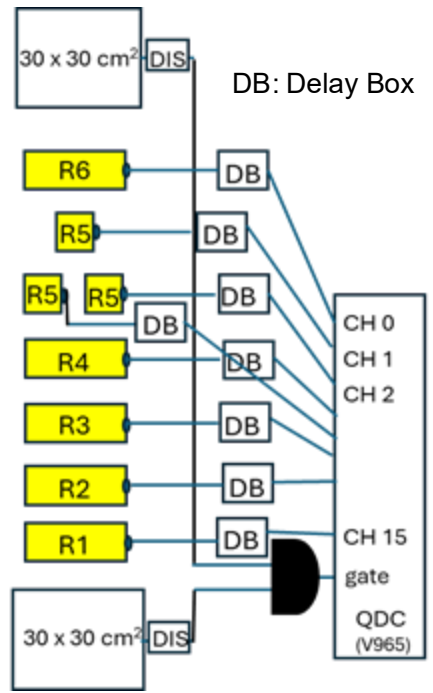 30 x 30 cm²
DIS
DB: Delay Box
R6
DB
R5
DB
R5
R5
DB
DB
CH 0
R4
DB
CH 1
CH 2
R3
DB
R2
DB
R1
DB
CH 15
gate
30 x 30 cm²
DIS
QDC
(V965)